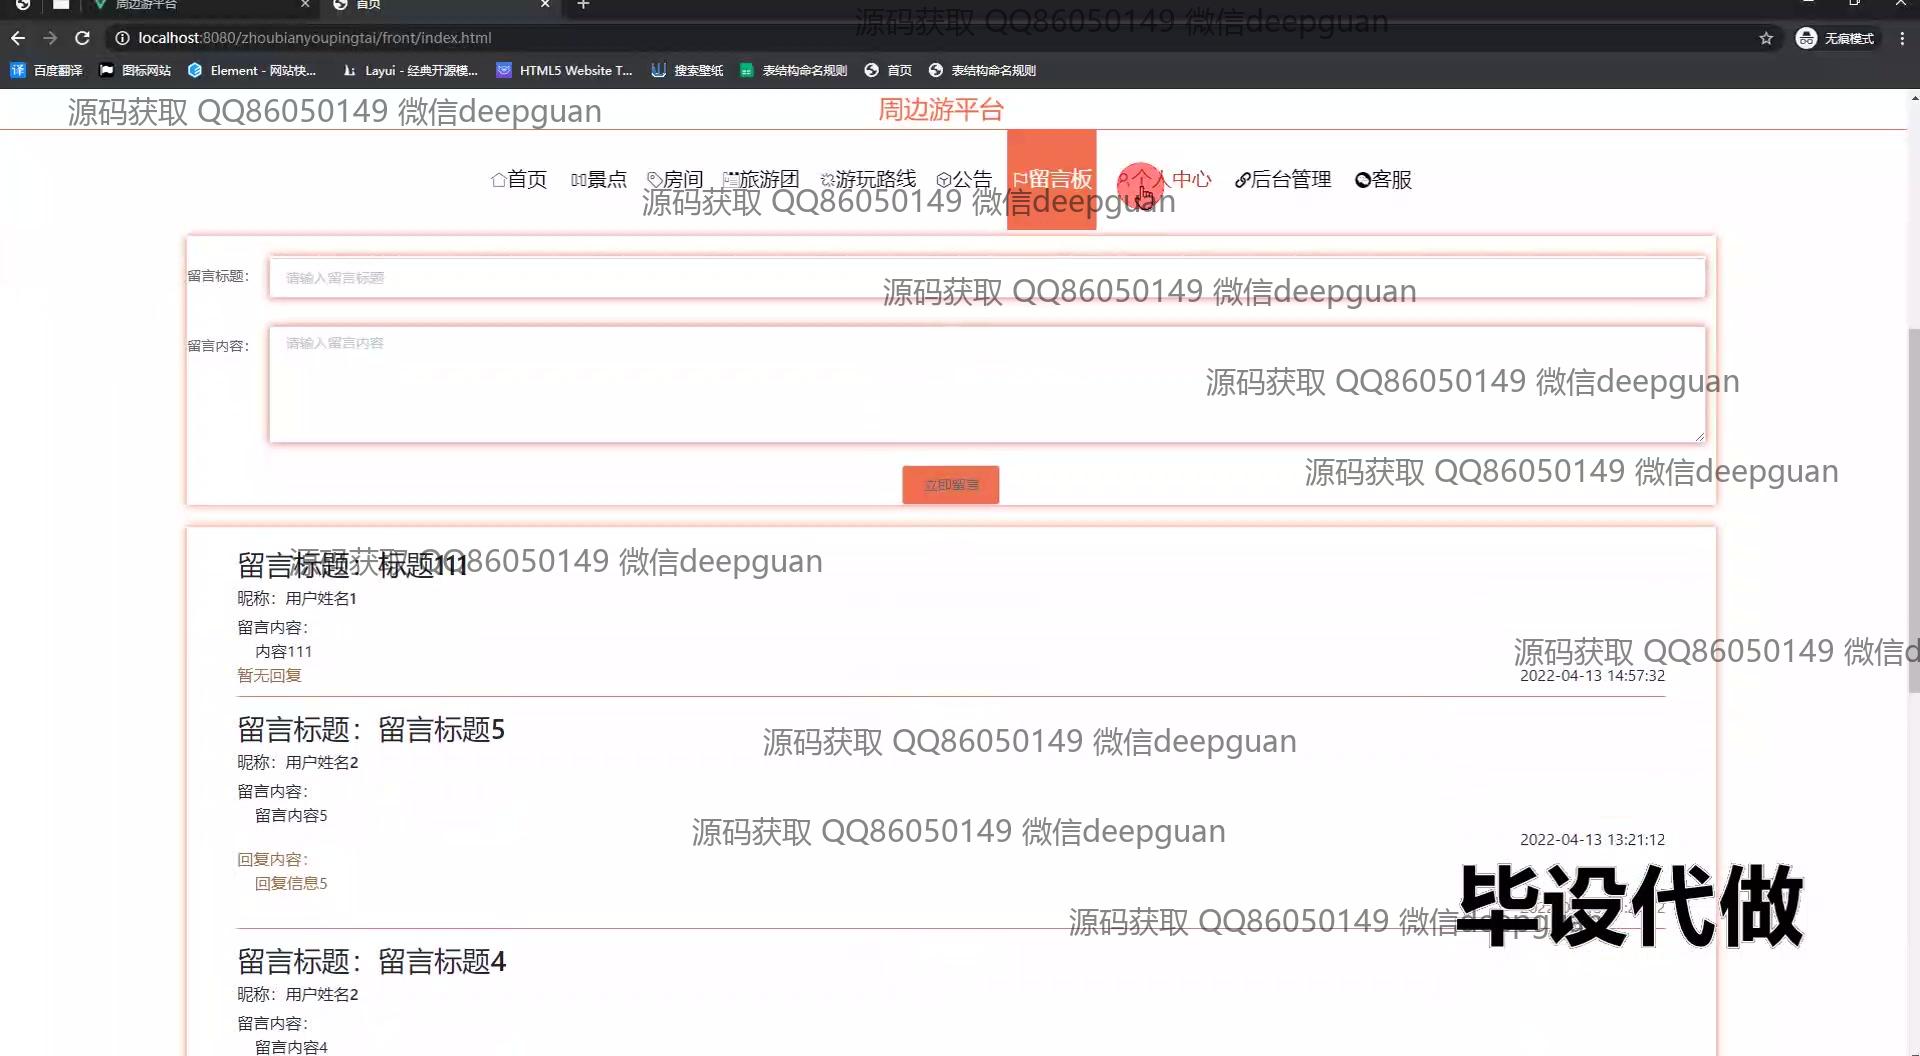 周边游平台
首页
localhost:8080/zhoubianyoupingtai/front/index.html
无痕模式
百度翻译
图标网站
Element - 网站快...
Layui - 经典开源模...
HTML5 Website T...
搜索壁纸
表结构命名规则
首页
表结构命名规则
源码获取 QQ86050149 微信deepguan
源码获取 QQ86050149 微信deepguan
周边游平台
首页
景点
房间
旅游团
游玩路线
公告
留言板
个人中心
后台管理
客服
源码获取 QQ86050149 微信deepguan
留言标题：
请输入留言标题
源码获取 QQ86050149 微信deepguan
留言内容：
请输入留言内容
源码获取 QQ86050149 微信deepguan
源码获取 QQ86050149 微信deepguan
立即留言
留言标题：标题111
源码获取 QQ86050149 微信deepguan
昵称：用户姓名1
留言内容：
内容111
暂无回复
源码获取 QQ86050149 微信d
2022-04-13 14:57:32
留言标题：留言标题5
源码获取 QQ86050149 微信deepguan
昵称：用户姓名2
留言内容：
留言内容5
源码获取 QQ86050149 微信deepguan
2022-04-13 13:21:12
回复内容：
回复信息5
毕设代做
源码获取 QQ86050149 微信deepguan
留言标题：留言标题4
昵称：用户姓名2
留言内容：
留言内容4